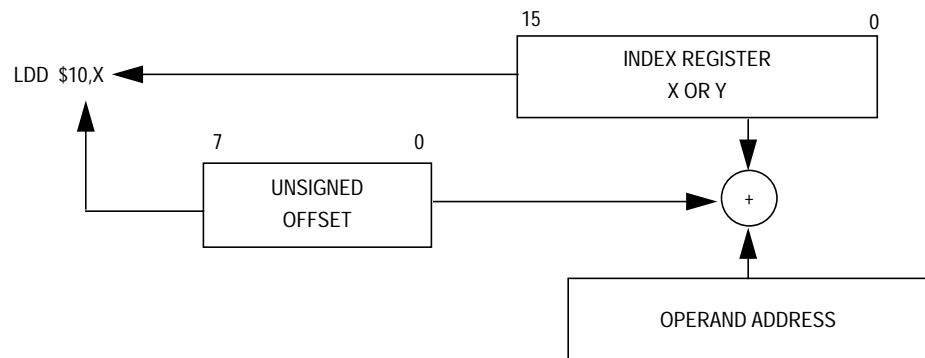 15 0
INDEX REGISTER
X OR Y
LDD $10,X
7 0
UNSIGNED
OFFSET
+
OPERAND ADDRESS